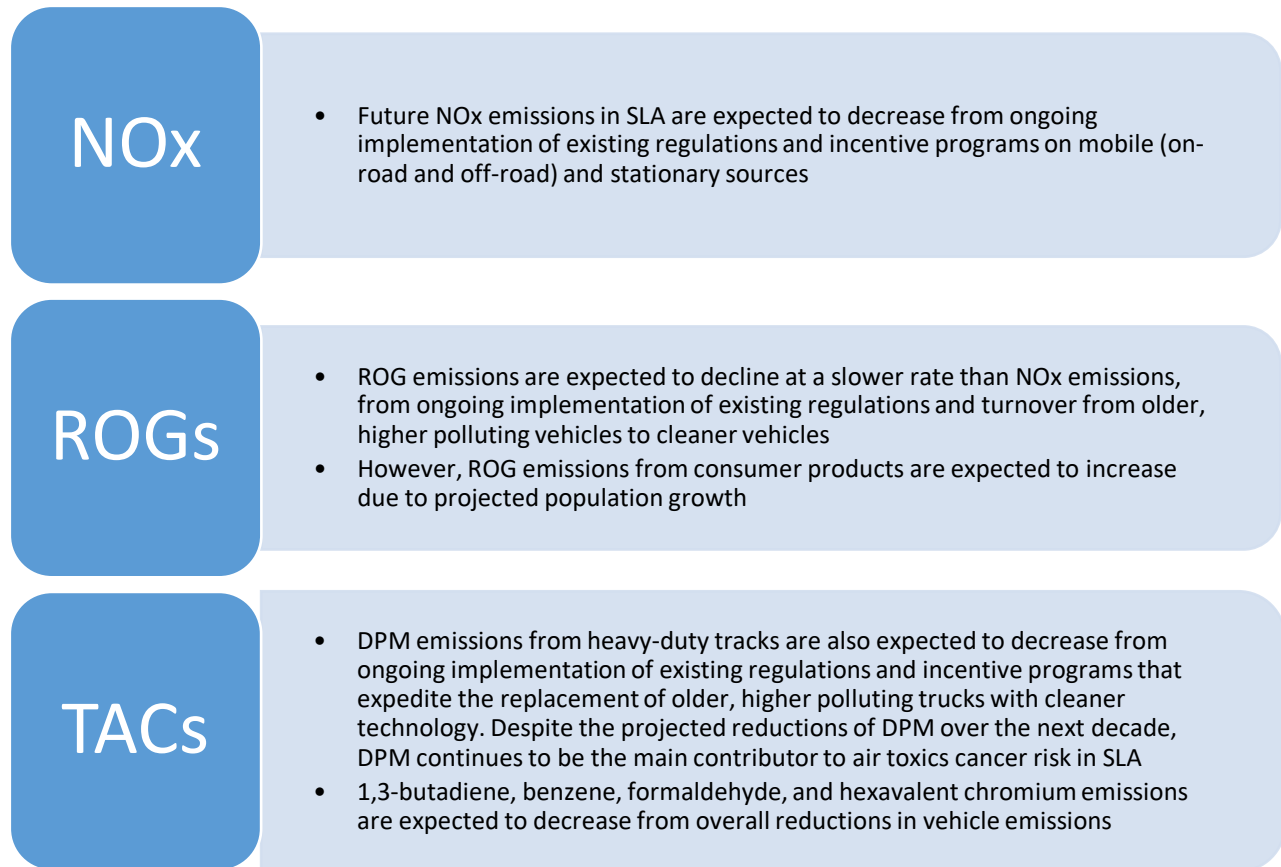 NOx
• Future NOx emissions in SLA are expected to decrease from ongoing
implementation of existing regulations and incentive programs on mobile (on-
road and off-road) and stationary sources
ROGs
• ROG emissions are expected to decline at a slower rate than NOx emissions,
from ongoing implementation of existing regulations and turnover from older,
higher polluting vehicles to cleaner vehicles
• However, ROG emissions from consumer products are expected to increase
due to projected population growth
TACs
• DPM emissions from heavy-duty tracks are also expected to decrease from
ongoing implementation of existing regulations and incentive programs that
expedite the replacement of older, higher polluting trucks with cleaner
technology. Despite the projected reductions of DPM over the next decade,
DPM continues to be the main contributor to air toxics cancer risk in SLA
• 1,3-butadiene, benzene, formaldehyde, and hexavalent chromium emissions
are expected to decrease from overall reductions in vehicle emissions